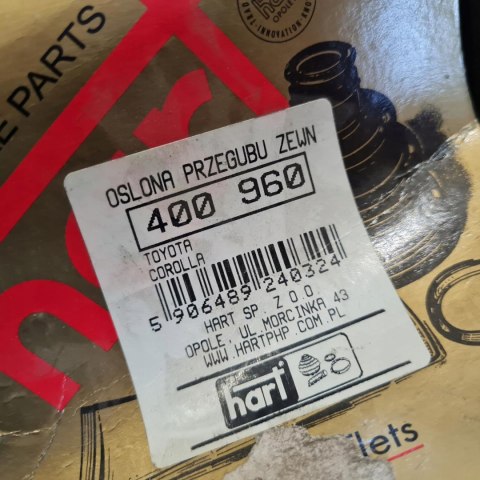 PARTS
hart
OPOLE
OSLONA PRZEGUBU ZEWN
400 960
TOYOTA
COROLLA
5 906489 240324
HART SP. Z O.O.
OPOLE, UL.MORCINKA 43
WWW.HARTPHP.COM.PL
hart
lets